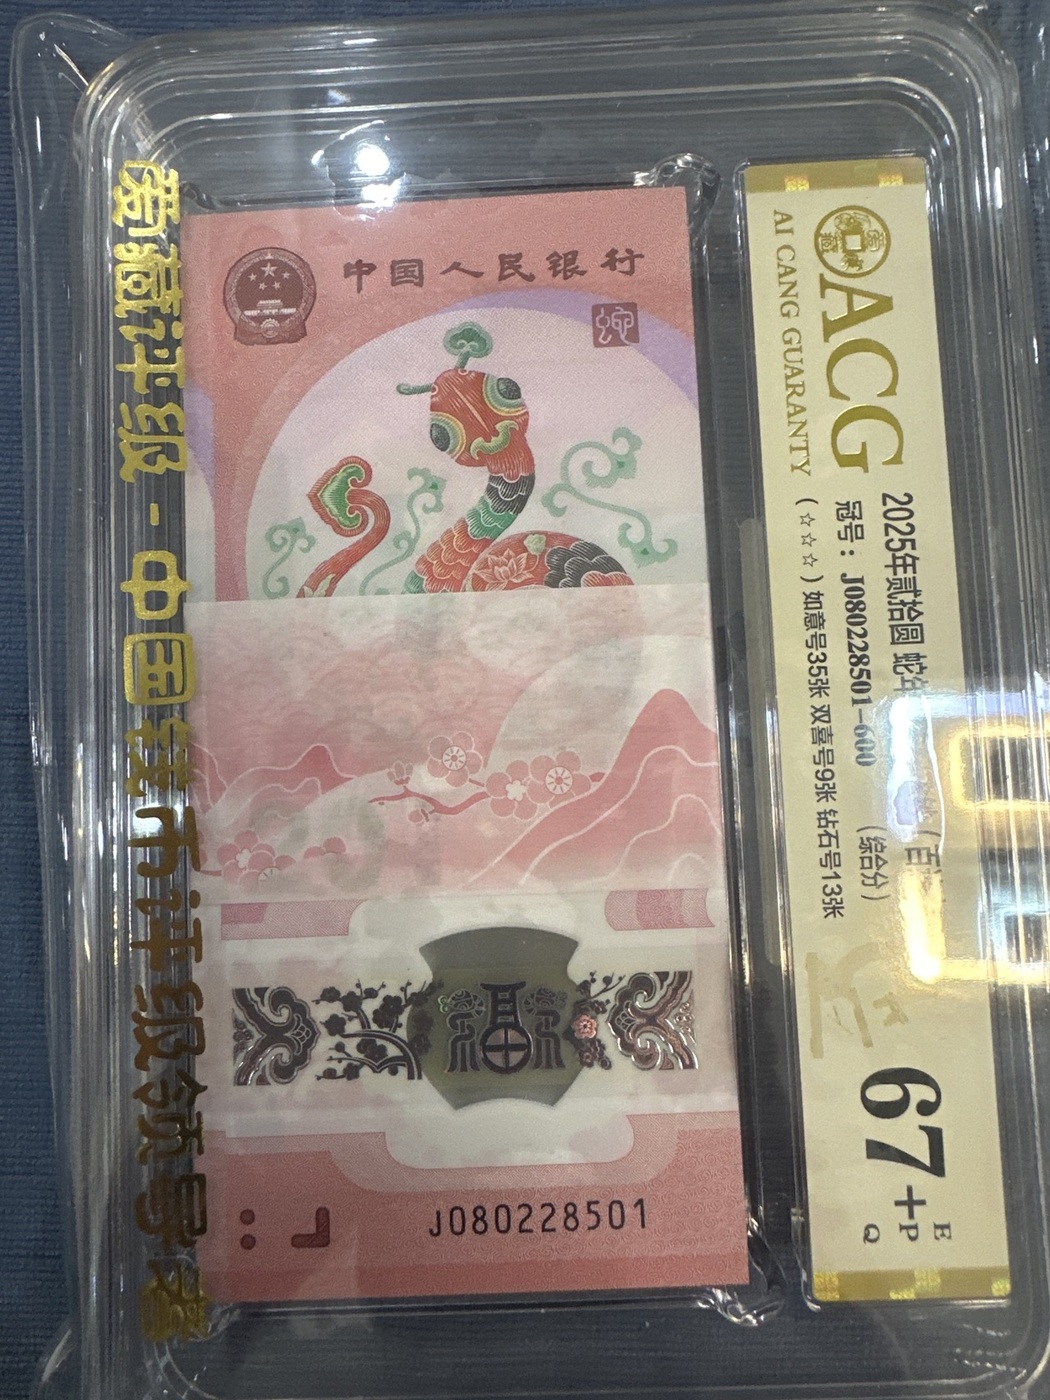 爱藏评级-中国钱币评级领导者
中国人民银行
蛇
J080228501
ACG
AI CANG GUARANTY
2025年贰拾圆 蛇年
冠号：J080228501-600
（综合分）
（☆☆☆）如意号35张 双喜号9张 钻石号13张
67+
E
P
Q